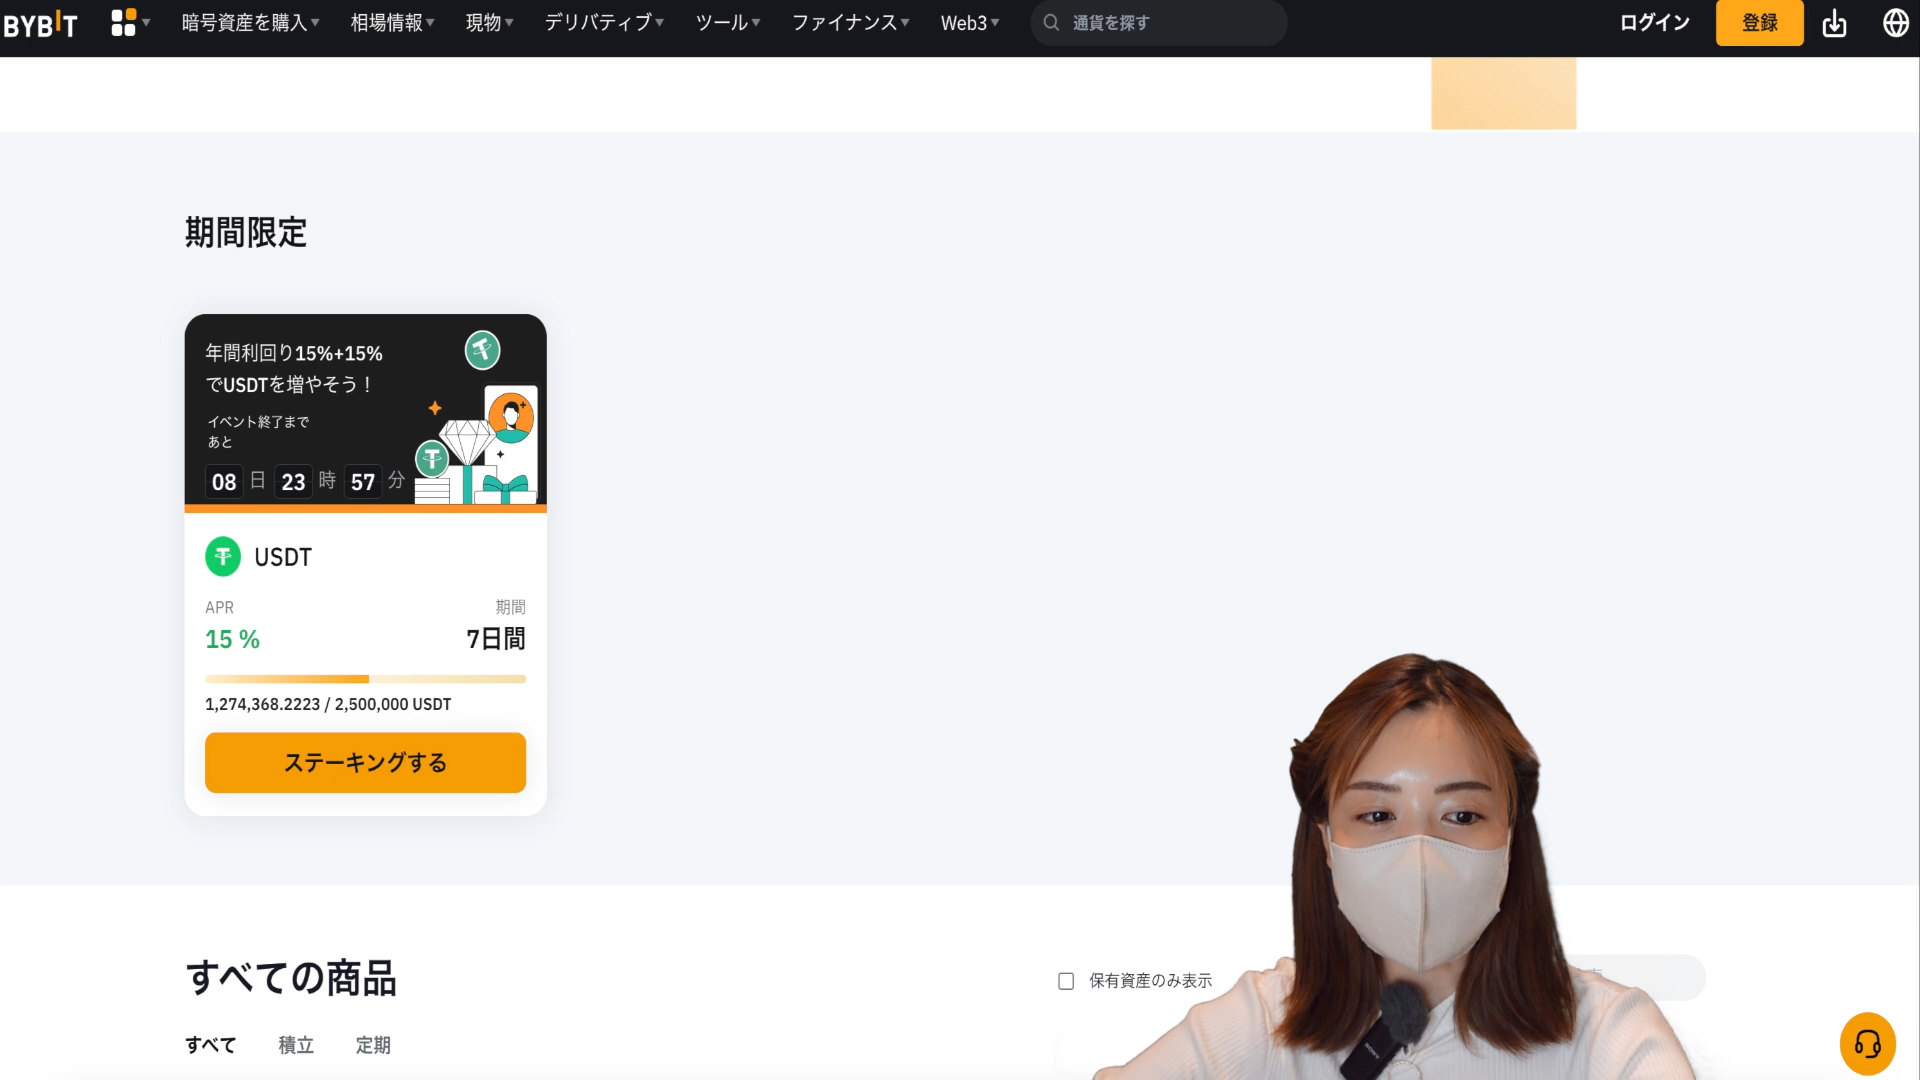 BYBIT
暗号資産を購入
相場情報
現物
デリバティブ
ツール
ファイナンス
Web3
通貨を探す
ログイン
登録
期間限定
年間利回り15%+15%
でUSDTを増やそう！
イベント終了まで
あと
08 日 23 時 57 分
USDT
APR 期間
15 % 7日間
1,274,368.2223 / 2,500,000 USDT
ステーキングする
すべての商品
保有資産のみ表示
すべて 積立 定期
SONY